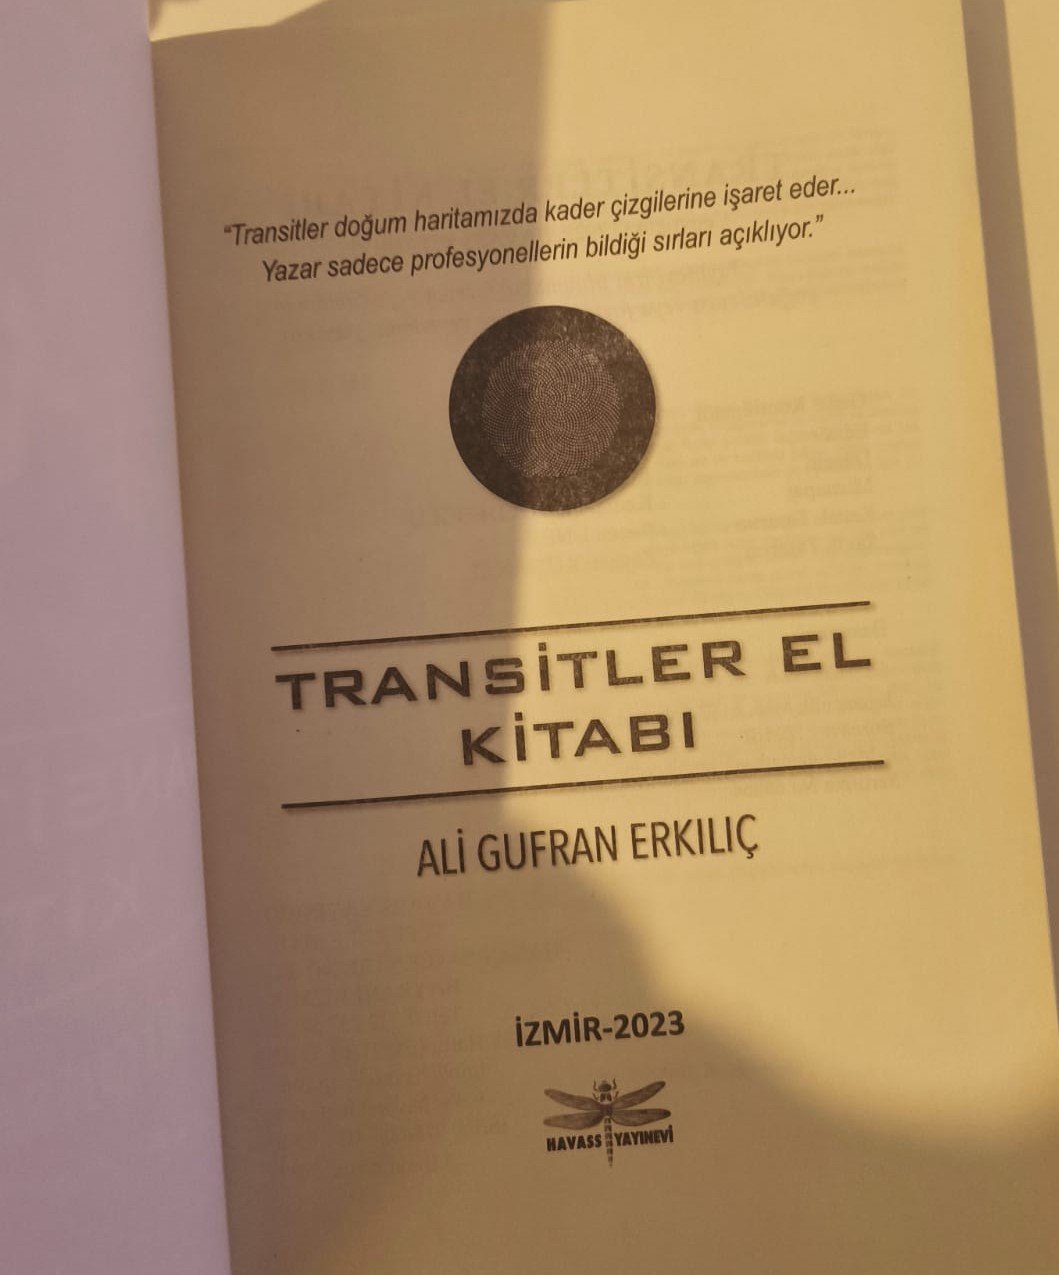 “Transitler doğum haritamızda kader çizgilerine işaret eder...
Yazar sadece profesyonellerin bildiği sırları açıklıyor.”
TRANSİTLER EL
KİTABI
ALİ GUFRAN ERKILIÇ
İZMİR-2023
HAVASS YAYINEVİ